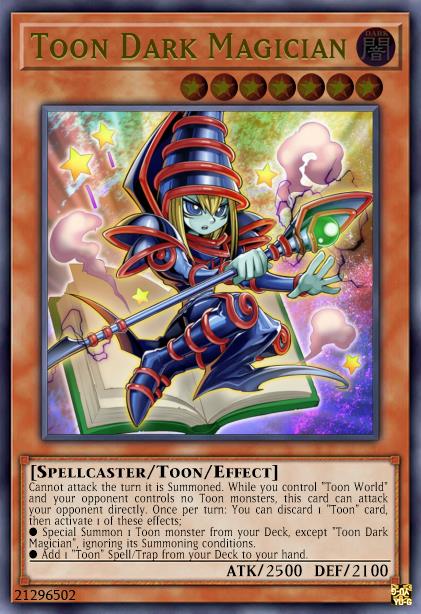 Toon Dark Magician
DARK
闇
[Spellcaster/Toon/Effect]
Cannot attack the turn it is Summoned. While you control "Toon World"
and your opponent controls no Toon monsters, this card can attack
your opponent directly. Once per turn: You can discard 1 "Toon" card,
then activate 1 of these effects;
● Special Summon 1 Toon monster from your Deck, except "Toon Dark
Magician", ignoring its Summoning conditions.
● Add 1 "Toon" Spell/Trap from your Deck to your hand.
ATK/2500 DEF/2100
21296502